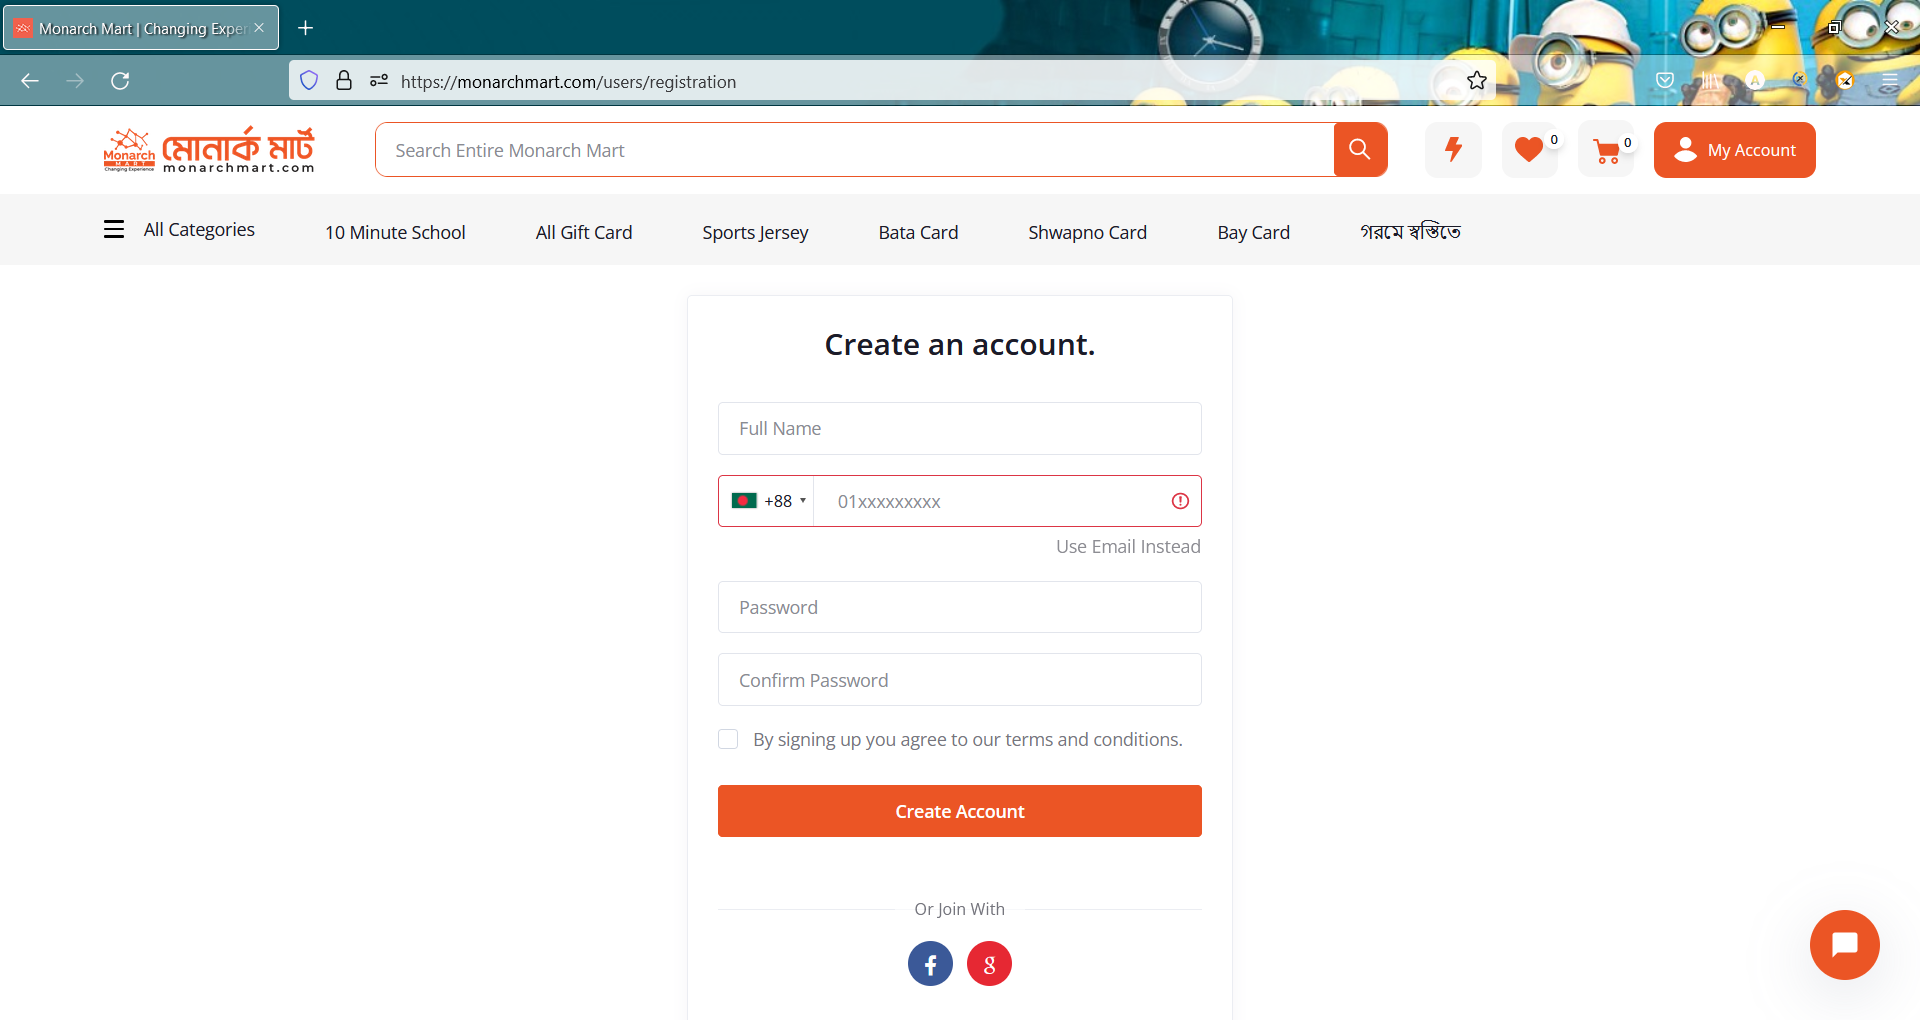 Monarch Mart | Changing Exper
https://monarchmart.com/users/registration
Monarch
MART
Changing Experience
মোনার্ক মার্ট
monarchmart.com
Search Entire Monarch Mart
0
0
My Account
All Categories
10 Minute School
All Gift Card
Sports Jersey
Bata Card
Shwapno Card
Bay Card
গরমে স্বস্তিতে
Create an account.
Full Name
+88
01xxxxxxxxx
Use Email Instead
Password
Confirm Password
By signing up you agree to our terms and conditions.
Create Account
Or Join With